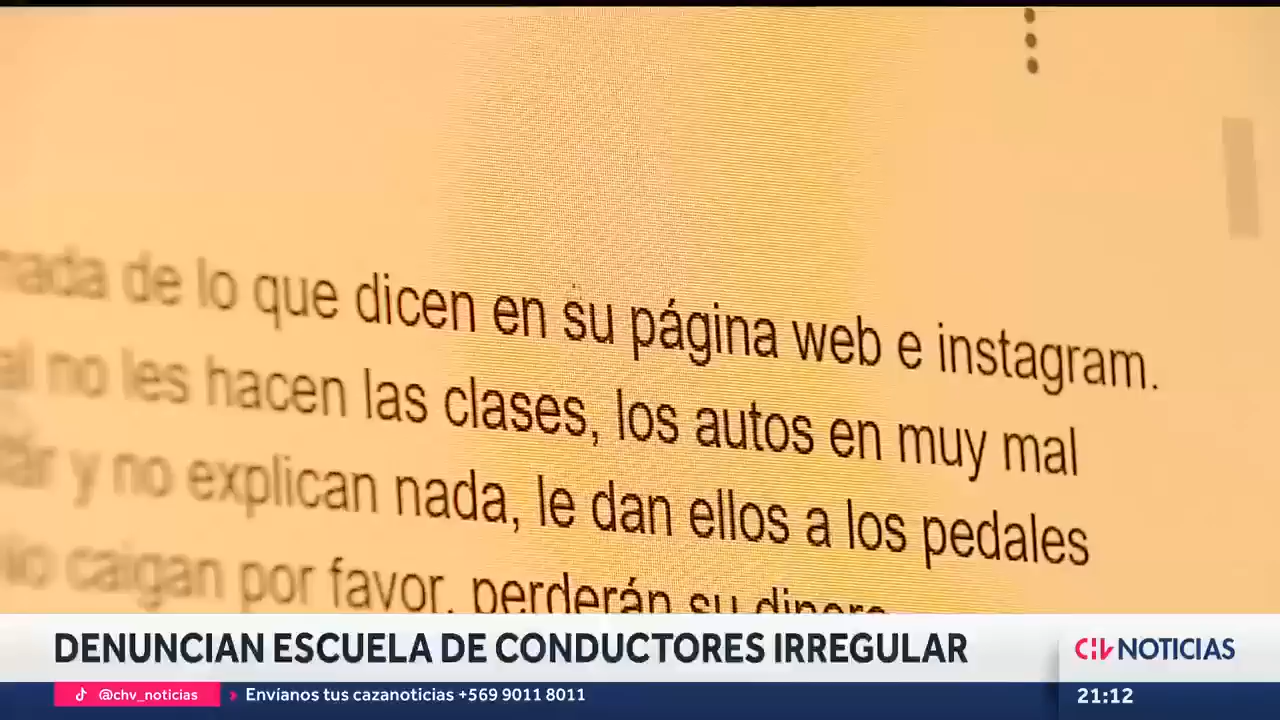 nada de lo que dicen en su página web e instagram.
al no les hacen las clases, los autos en muy mal
y no explican nada, le dan ellos a los pedales
caigan por favor, perderán su dinero
DENUNCIAN ESCUELA DE CONDUCTORES IRREGULAR
CHV NOTICIAS
@chv_noticias
Envíanos tus cazanoticias +569 9011 8011
21:12